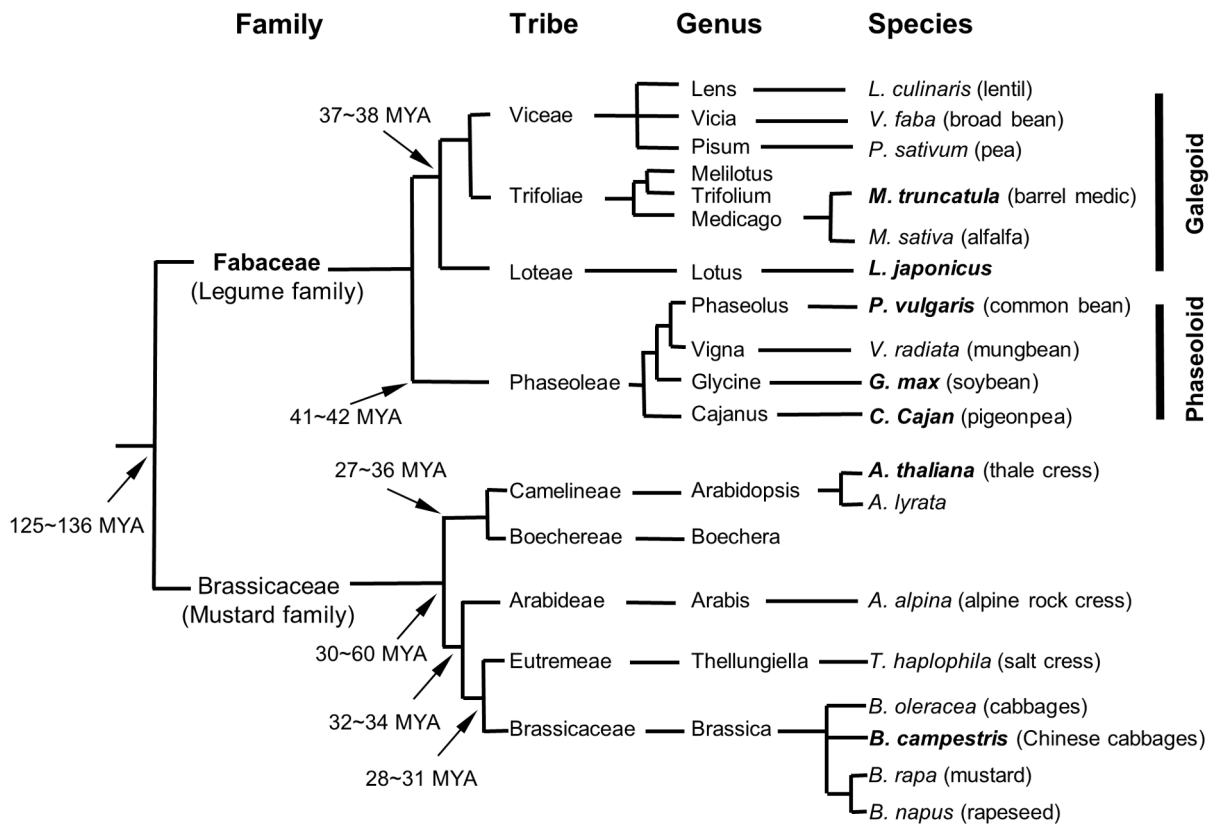 Family Tribe Genus Species
Lens L. culinaris (lentil)
37~38 MYA Viceae Vicia V. faba (broad bean)
Pisum P. sativum (pea)
Melilotus
Trifoliae Trifolium M. truncatula (barrel medic)
Medicago
M. sativa (alfalfa)
Galegoid
Fabaceae
(Legume family)
Loteae Lotus L. japonicus
Phaseolus P. vulgaris (common bean)
Vigna V. radiata (mungbean)
Phaseoleae Glycine G. max (soybean)
Cajanus C. Cajan (pigeonpea)
Phaseoloid
41~42 MYA
125~136 MYA
27~36 MYA
A. thaliana (thale cress)
Camelineae Arabidopsis
A. lyrata
Boechereae Boechera
Brassicaceae
(Mustard family)
Arabideae Arabis A. alpina (alpine rock cress)
30~60 MYA
Eutremeae Thellungiella T. haplophila (salt cress)
32~34 MYA
B. oleracea (cabbages)
Brassicaceae Brassica B. campestris (Chinese cabbages)
28~31 MYA
B. rapa (mustard)
B. napus (rapeseed)